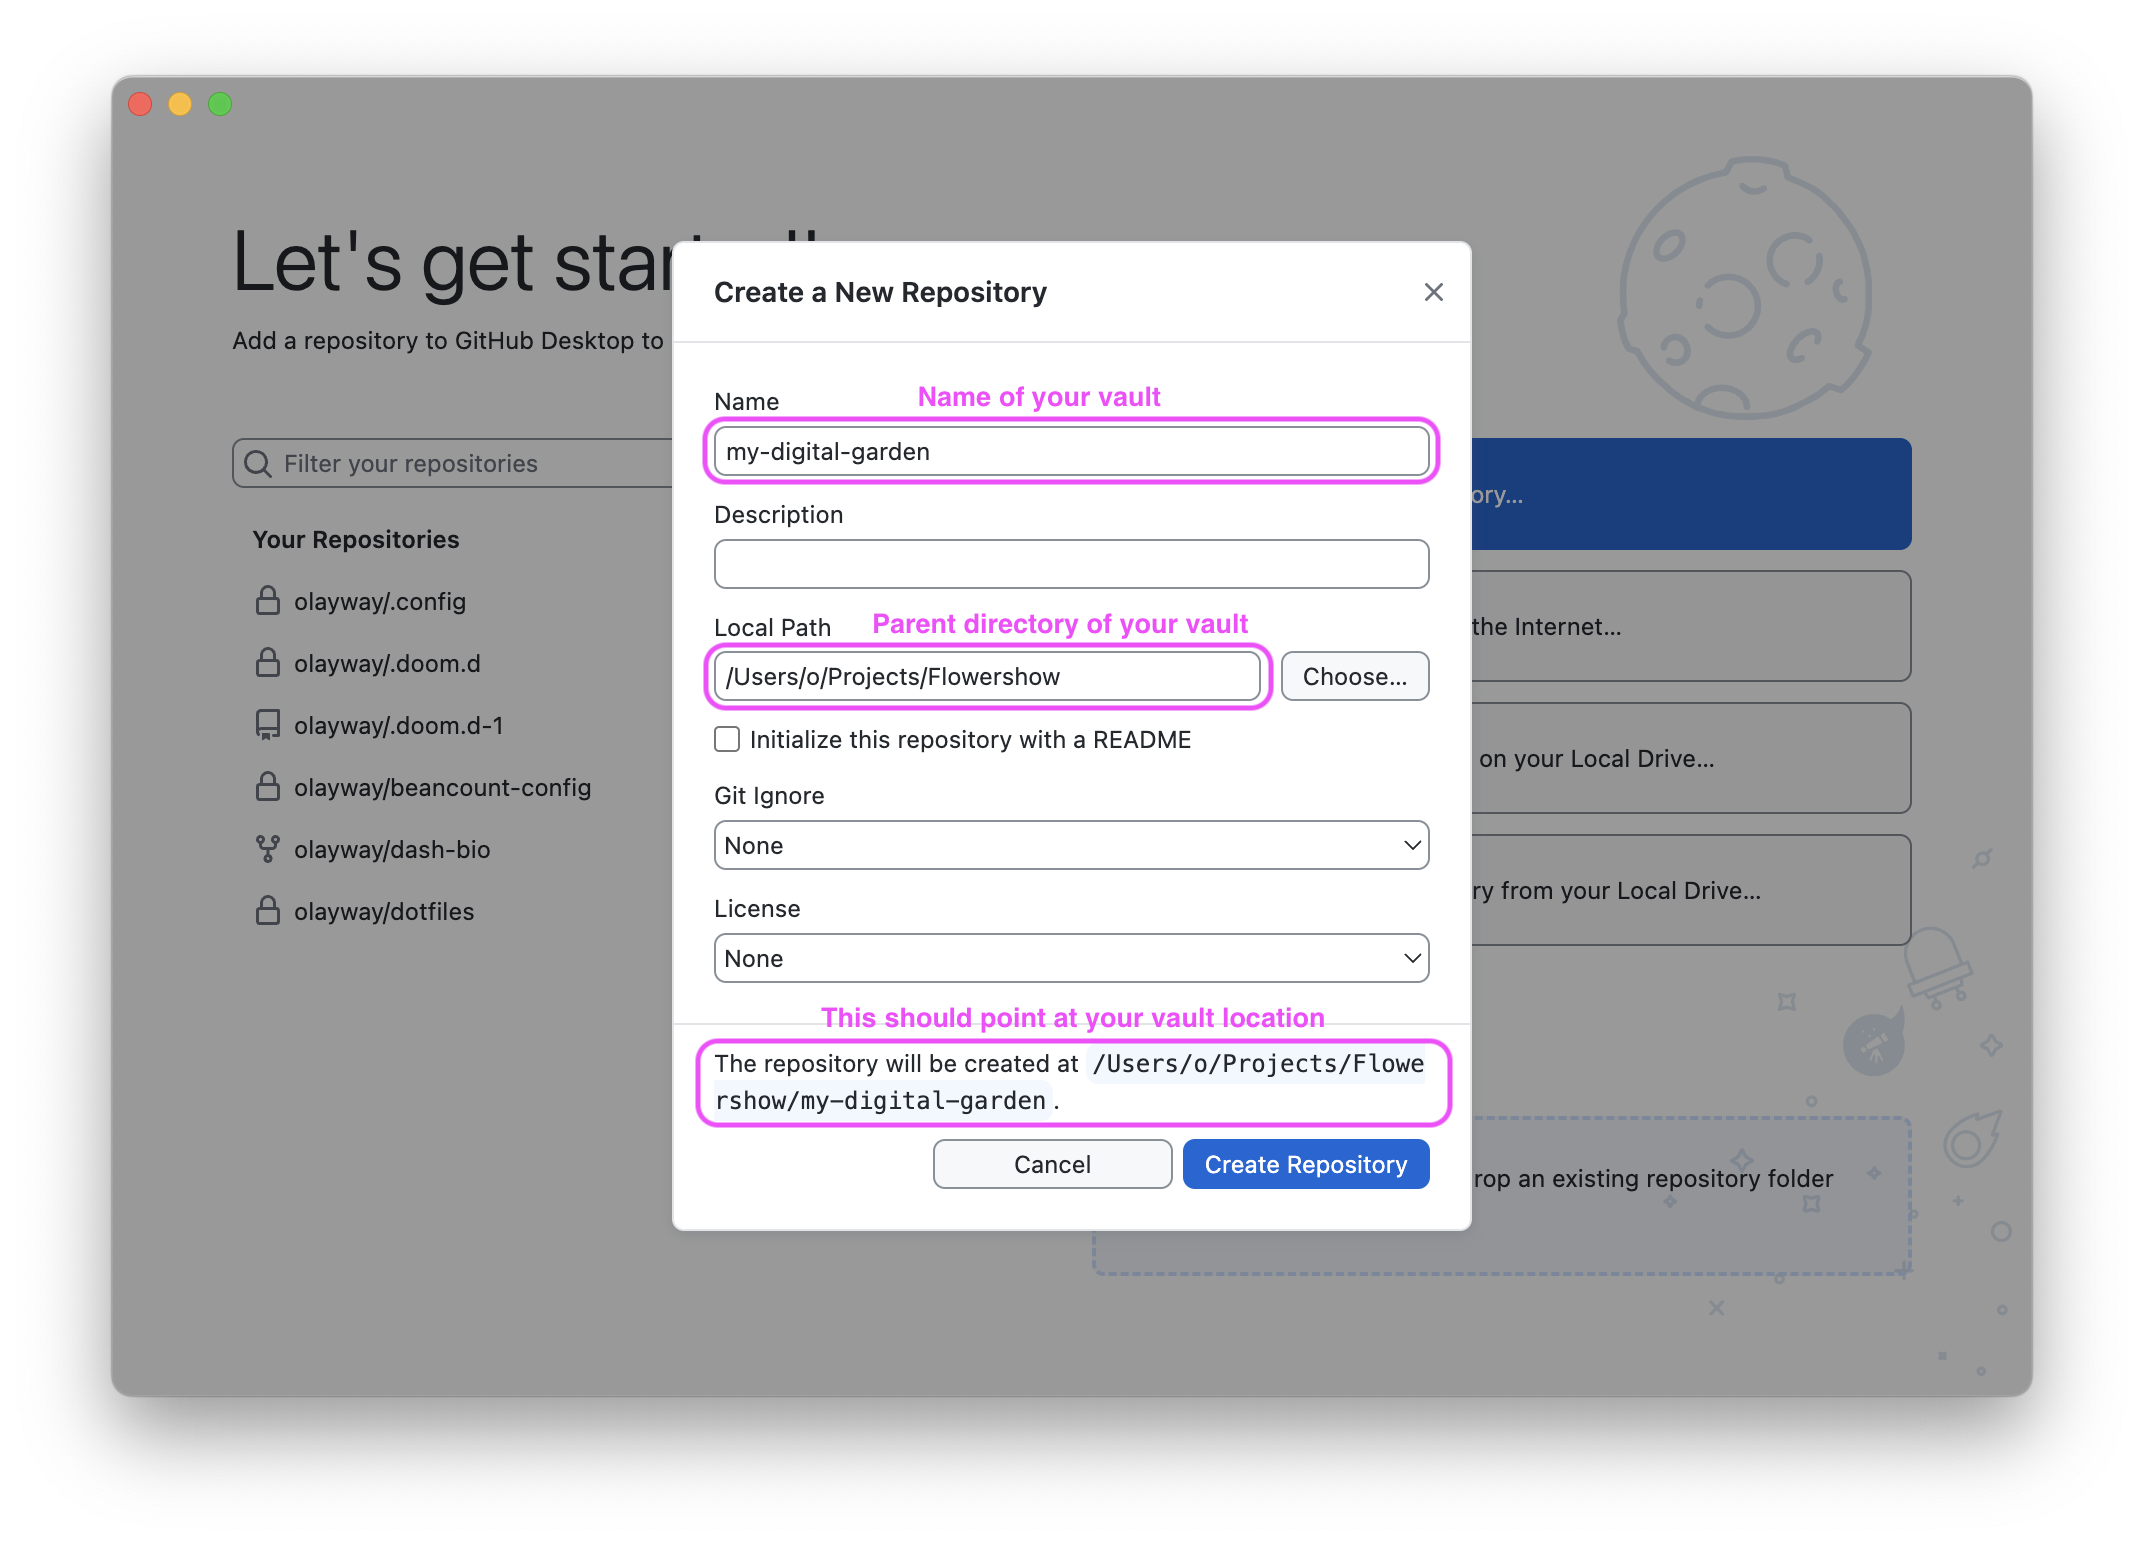 Let's get star
Add a repository to GitHub Desktop to
Filter your repositories
Your Repositories
olayway/.config
olayway/.doom.d
olayway/.doom.d-1
olayway/beancount-config
olayway/dash-bio
olayway/dotfiles
Create a New Repository
Name of your vault
Name
my-digital-garden
Description
Parent directory of your vault
Local Path
/Users/o/Projects/Flowershow
Choose...
Initialize this repository with a README
Git Ignore
None
License
None
This should point at your vault location
The repository will be created at /Users/o/Projects/Flowe
rshow/my-digital-garden.
Cancel
Create Repository
ory...
the Internet...
on your Local Drive...
ry from your Local Drive...
rop an existing repository folder